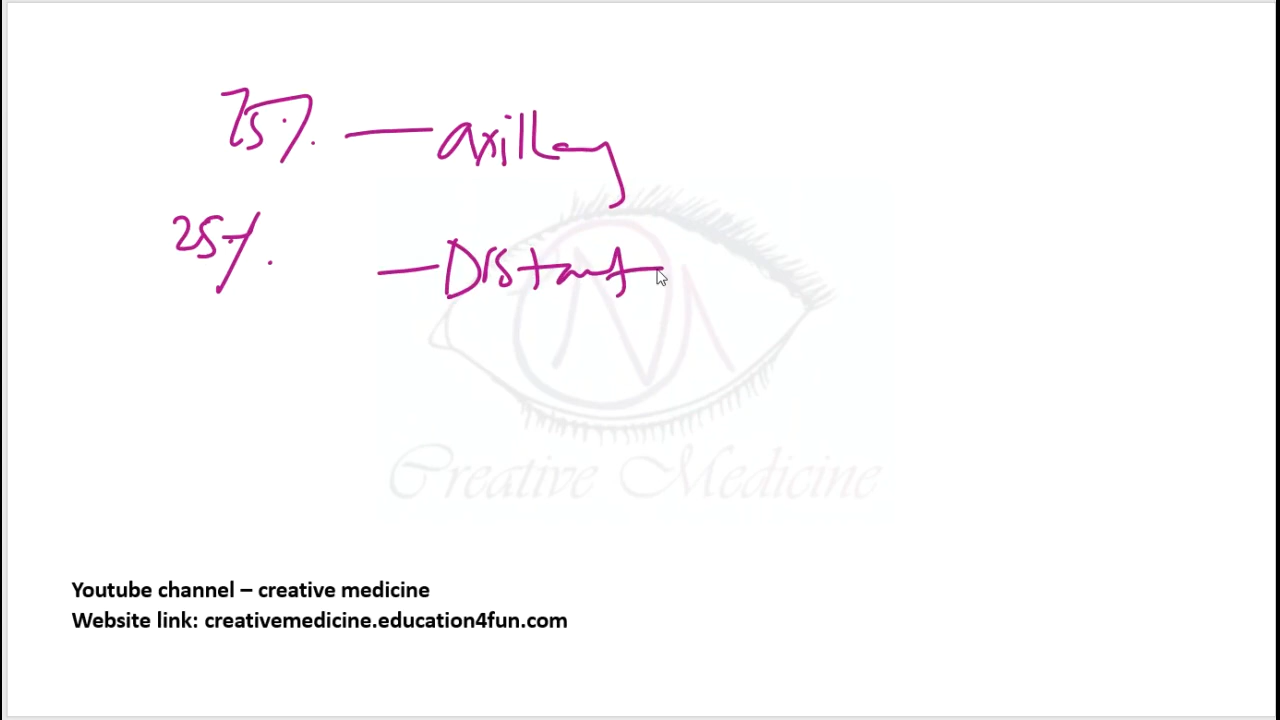 75% — axillary
25% — Distant
Creative Medicine
Youtube channel – creative medicine
Website link: creativemedicine.education4fun.com